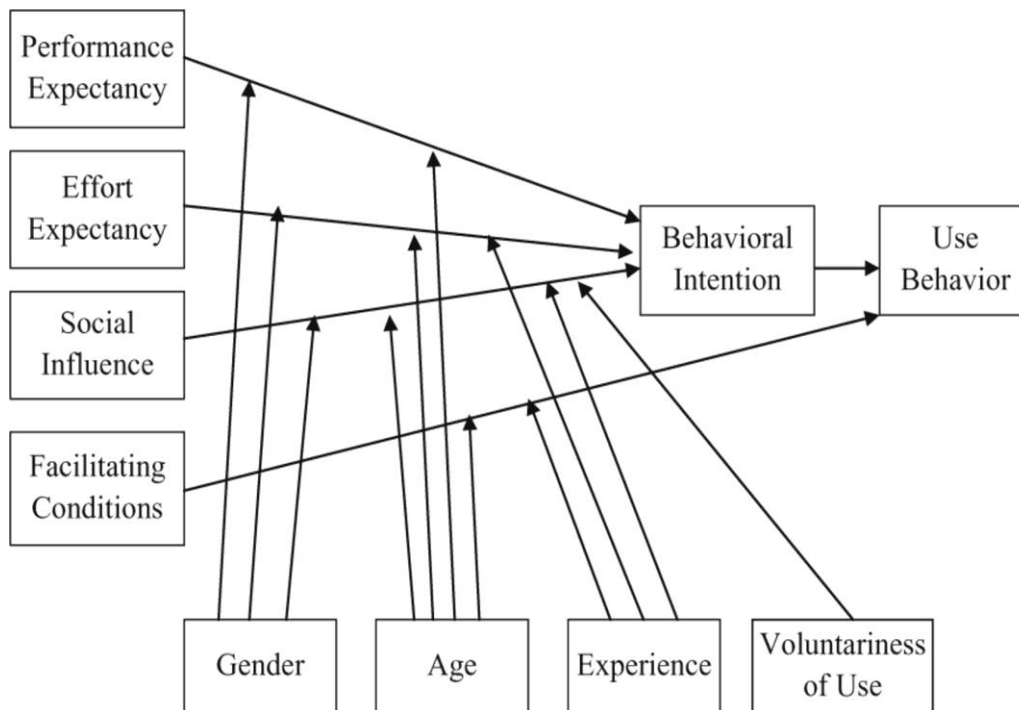 Performance
Expectancy
Effort
Expectancy
Social
Influence
Facilitating
Conditions
Behavioral
Intention
Use
Behavior
Gender
Age
Experience
Voluntariness
of Use